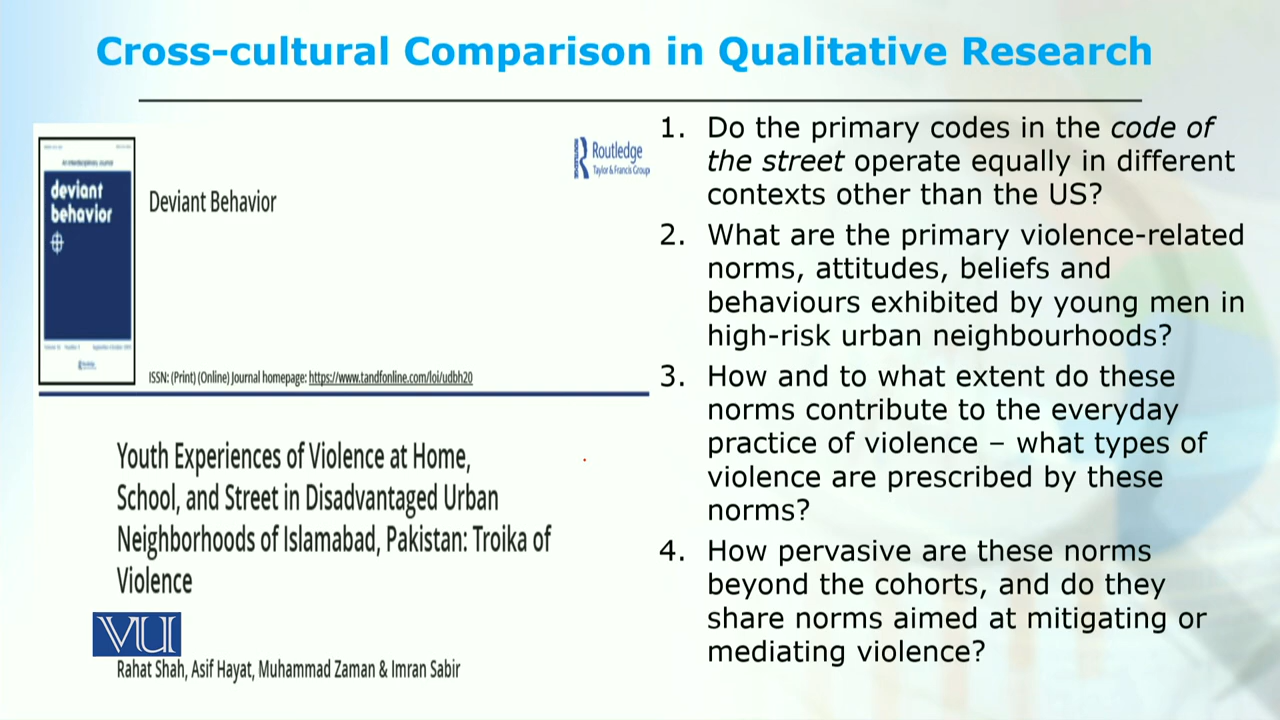 Cross-cultural Comparison in Qualitative Research
deviant
behavior
Deviant Behavior
Routledge
Taylor & Francis Group
ISSN: (Print) (Online) Journal homepage: https://www.tandfonline.com/loi/udbh20
Youth Experiences of Violence at Home,
School, and Street in Disadvantaged Urban
Neighborhoods of Islamabad, Pakistan: Troika of
Violence
VU
Rahat Shah, Asif Hayat, Muhammad Zaman & Imran Sabir
1. Do the primary codes in the code of
the street operate equally in different
contexts other than the US?
2. What are the primary violence-related
norms, attitudes, beliefs and
behaviours exhibited by young men in
high-risk urban neighbourhoods?
3. How and to what extent do these
norms contribute to the everyday
practice of violence – what types of
violence are prescribed by these
norms?
4. How pervasive are these norms
beyond the cohorts, and do they
share norms aimed at mitigating or
mediating violence?